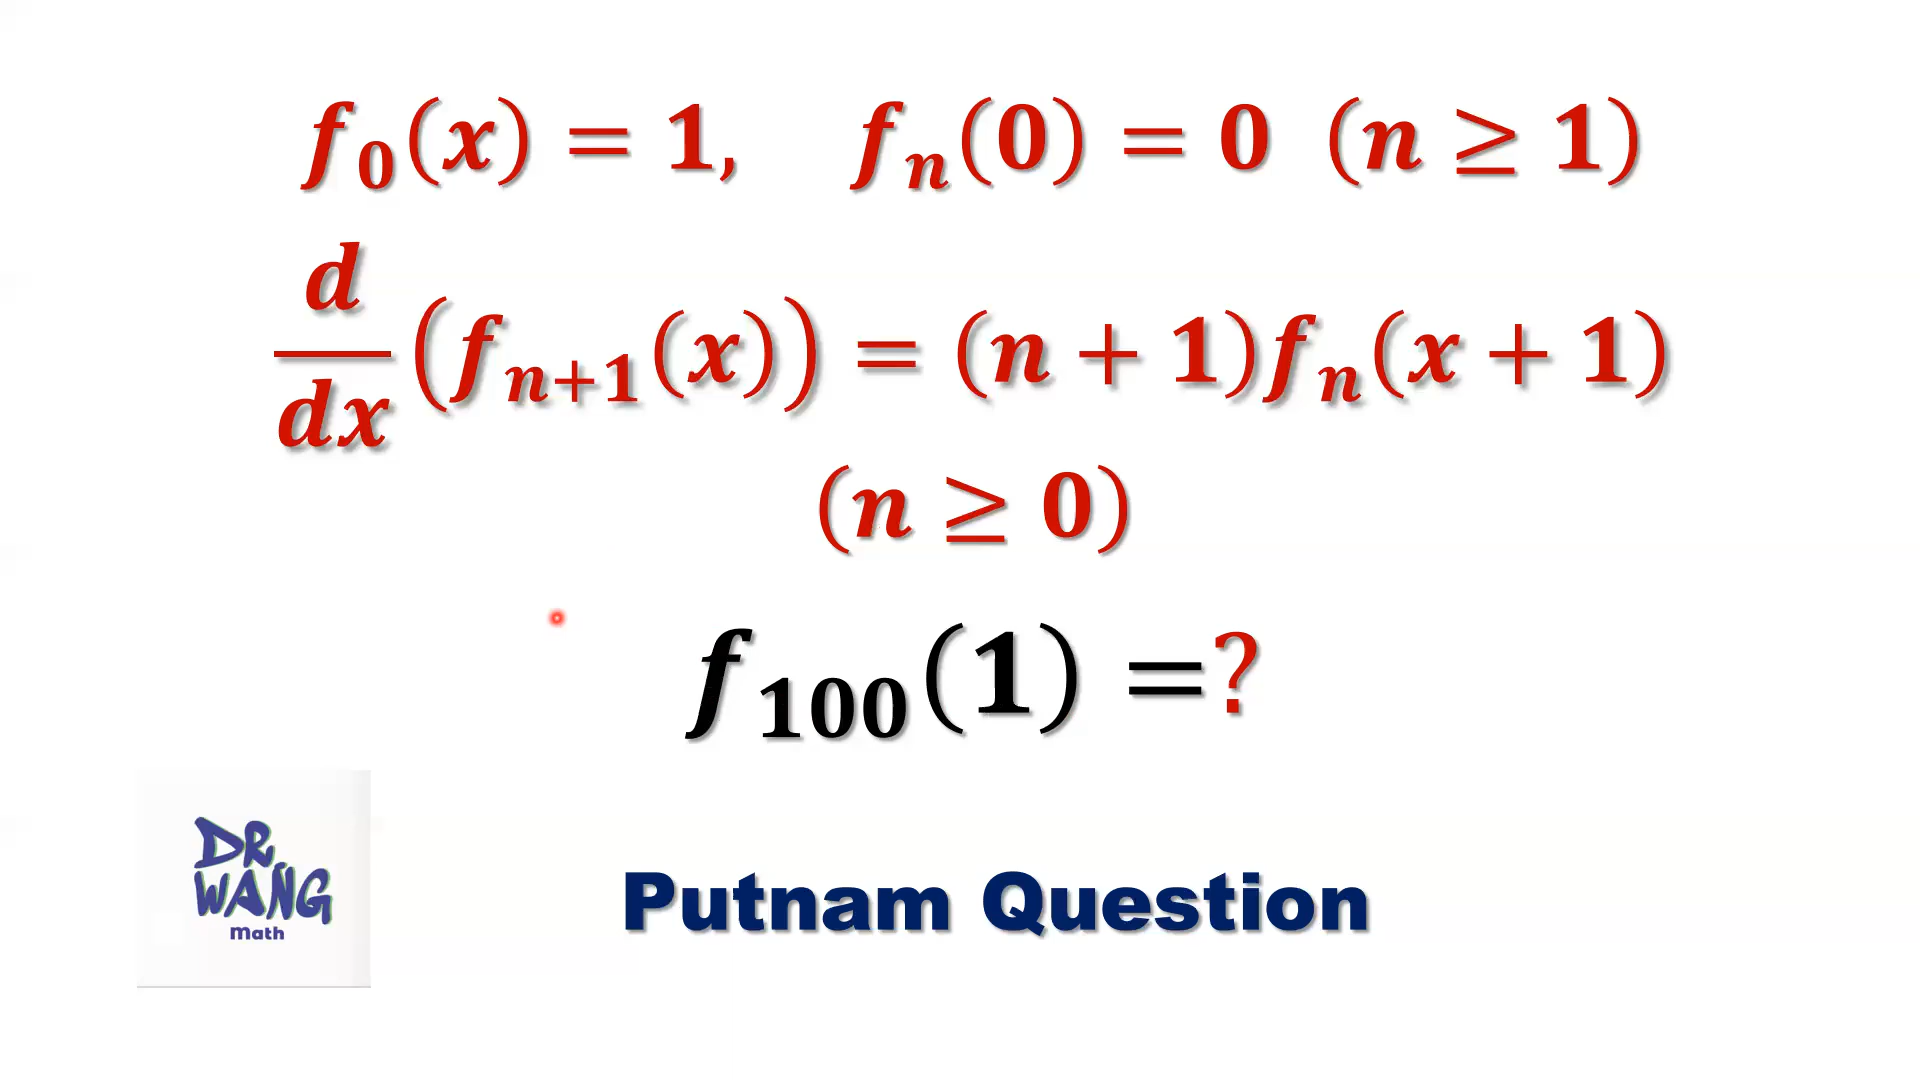 f₀(x) = 1, fₙ(0) = 0 (n ≥ 1)
d/dx (fₙ₊₁(x)) = (n + 1)fₙ(x + 1)
(n ≥ 0)
f₁₀₀(1) =?
DR.
WANG
Math
Putnam Question